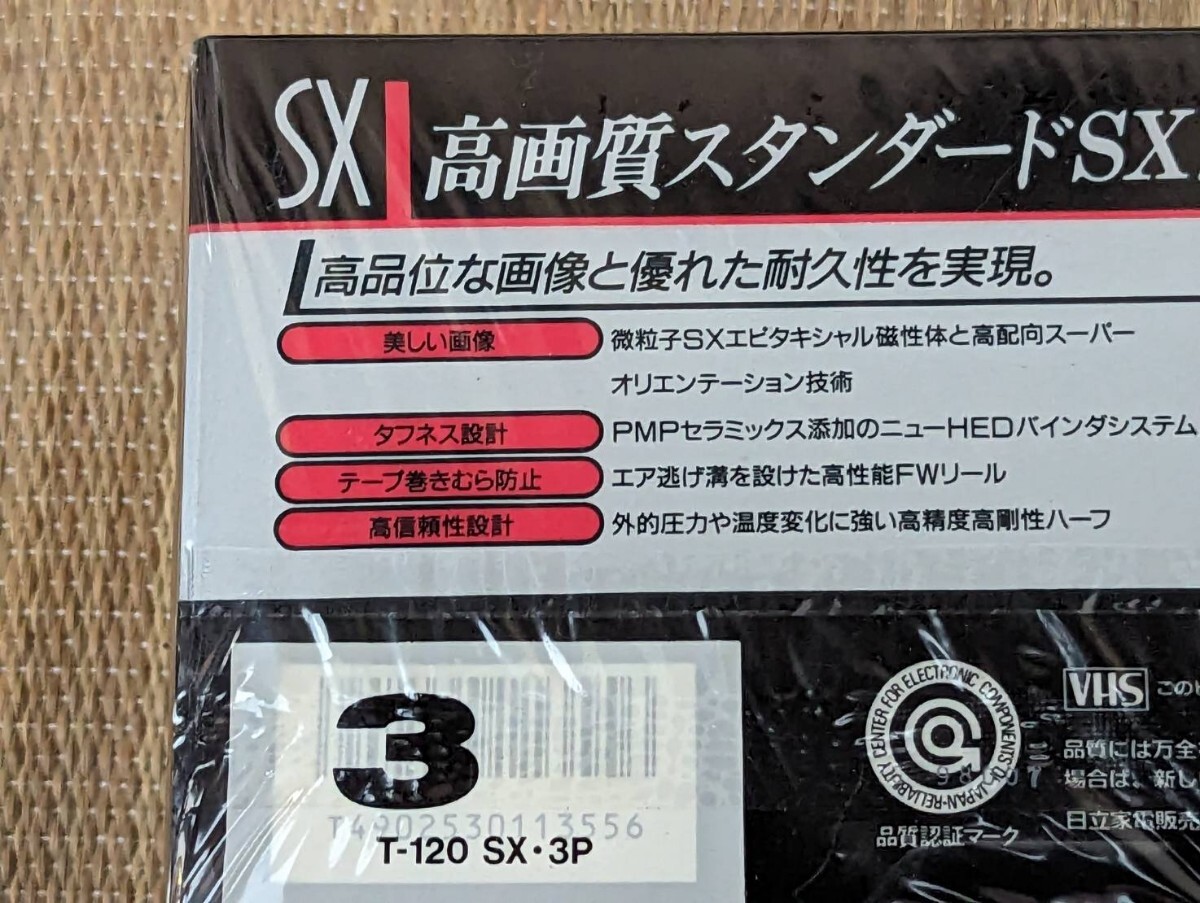 SX
高画質スタンダードSX
高品位な画像と優れた耐久性を実現。
美しい画像
微粒子SXエピタキシャル磁性体と高配向スーパー
オリエンテーション技術
タフネス設計
PMPセラミックス添加のニューHEDバインダシステム
テープ巻きむら防止
エア逃げ溝を設けた高性能FWリール
高信頼性設計
外的圧力や温度変化に強い高精度高剛性ハーフ
3
T4902530113556
T-120 SX・3P
RELIABILITY CENTER FOR ELECTRONIC COMPONENTS OF JAPAN
品質認証マーク
VHS
この
品質には万全
場合は、新し
日立家電販売